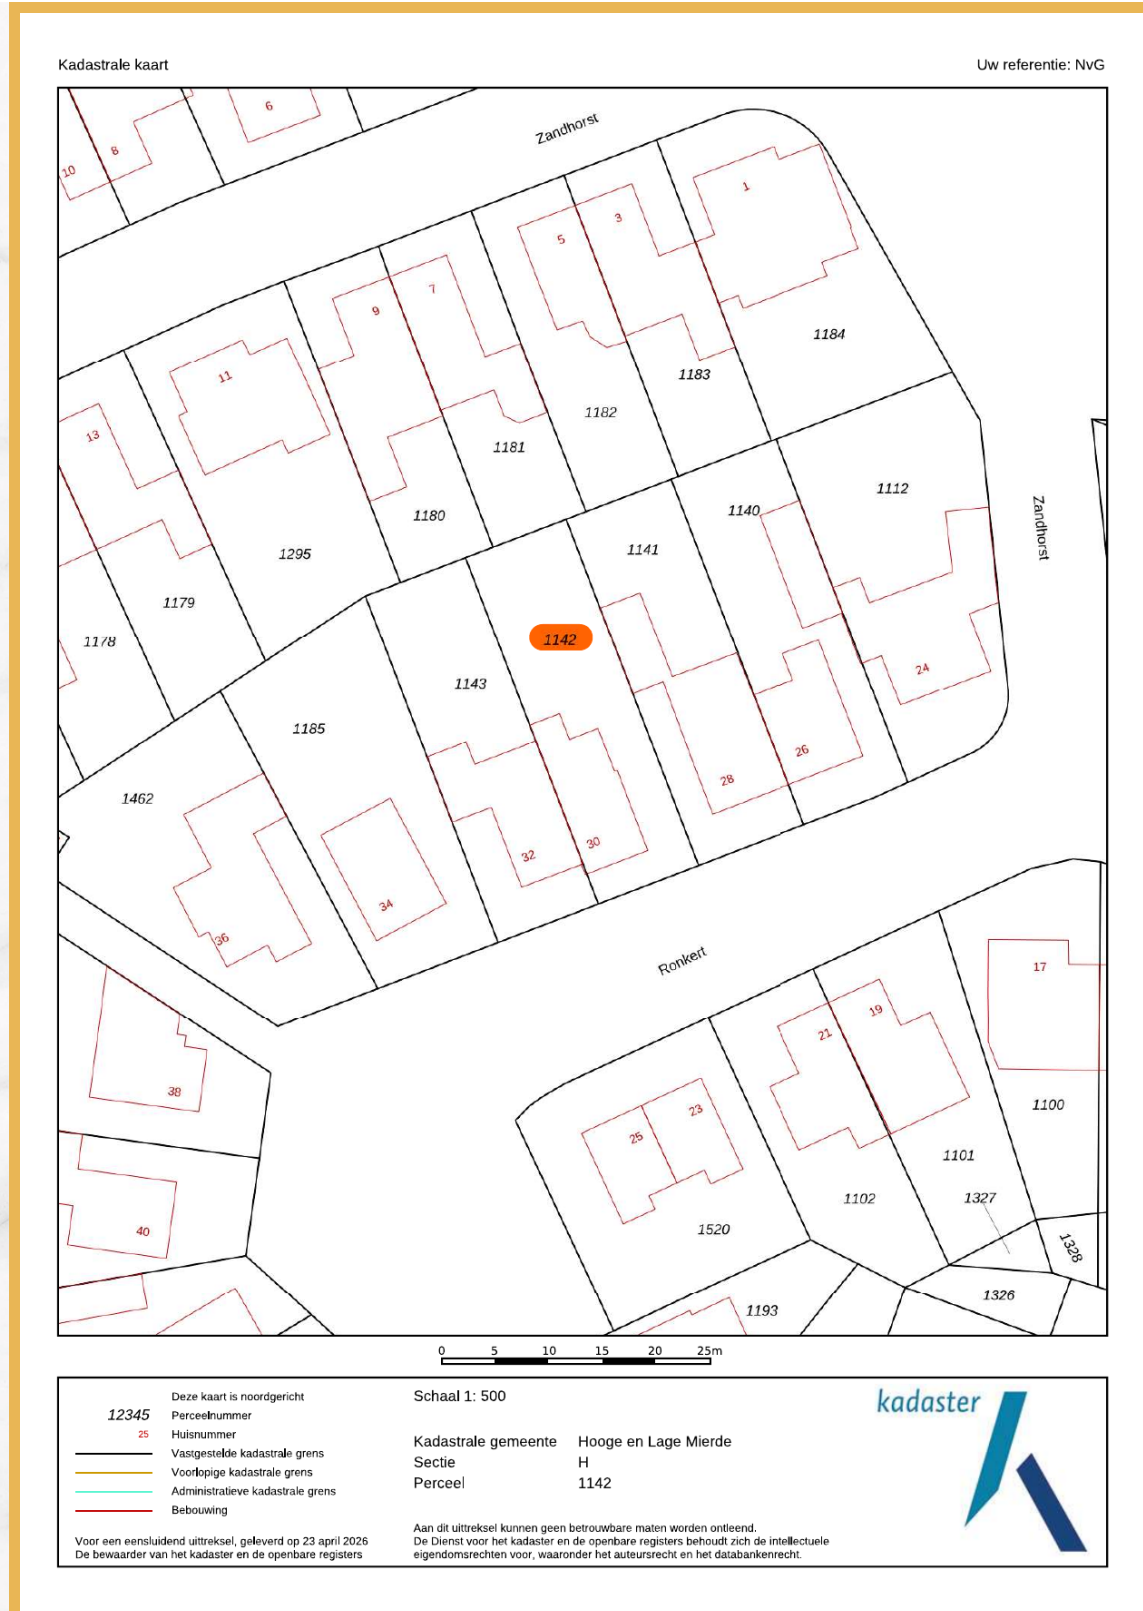 Kadastrale kaart
Uw referentie: NvG
6
8
10
Zandhorst
1
3
5
7
9
11
13
1184
1183
1182
1181
1180
1295
1179
1178
1112
1140
1141
1142
1143
1185
1462
Zandhorst
24
26
28
30
32
34
36
Ronkert
38
40
17
19
21
23
25
1100
1101
1102
1327
1328
1326
1520
1193
0 5 10 15 20 25m
Deze kaart is noordgericht
12345 Perceelnummer
25 Huisnummer
Vastgestelde kadastrale grens
Voorlopige kadastrale grens
Administratieve kadastrale grens
Bebouwing
Voor een eensluidend uittreksel, geleverd op 23 april 2026
De bewaarder van het kadaster en de openbare registers
Schaal 1: 500
Kadastrale gemeente Hooge en Lage Mierde
Sectie H
Perceel 1142
Aan dit uittreksel kunnen geen betrouwbare maten worden ontleend.
De Dienst voor het kadaster en de openbare registers behoudt zich de intellectuele
eigendomsrechten voor, waaronder het auteursrecht en het databankenrecht.
kadaster